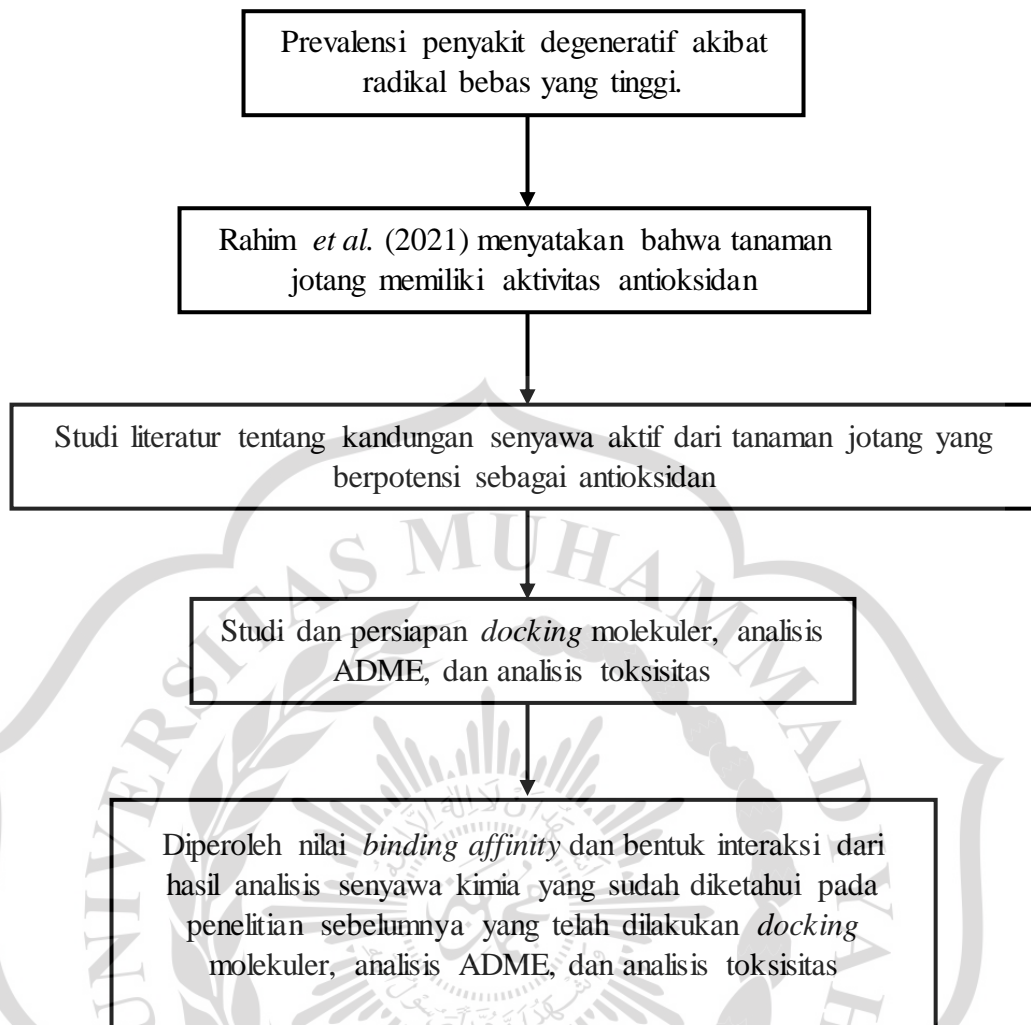 Prevalensi penyakit degeneratif akibat
radikal bebas yang tinggi.
Rahim et al. (2021) menyatakan bahwa tanaman
jotang memiliki aktivitas antioksidan
Studi literatur tentang kandungan senyawa aktif dari tanaman jotang yang
berpotensi sebagai antioksidan
Studi dan persiapan docking molekuler, analisis
ADME, dan analisis toksisitas
Diperoleh nilai binding affinity dan bentuk interaksi dari
hasil analisis senyawa kimia yang sudah diketahui pada
penelitian sebelumnya yang telah dilakukan docking
molekuler, analisis ADME, dan analisis toksisitas
UNIVERSITAS MUHAMMADIYAH